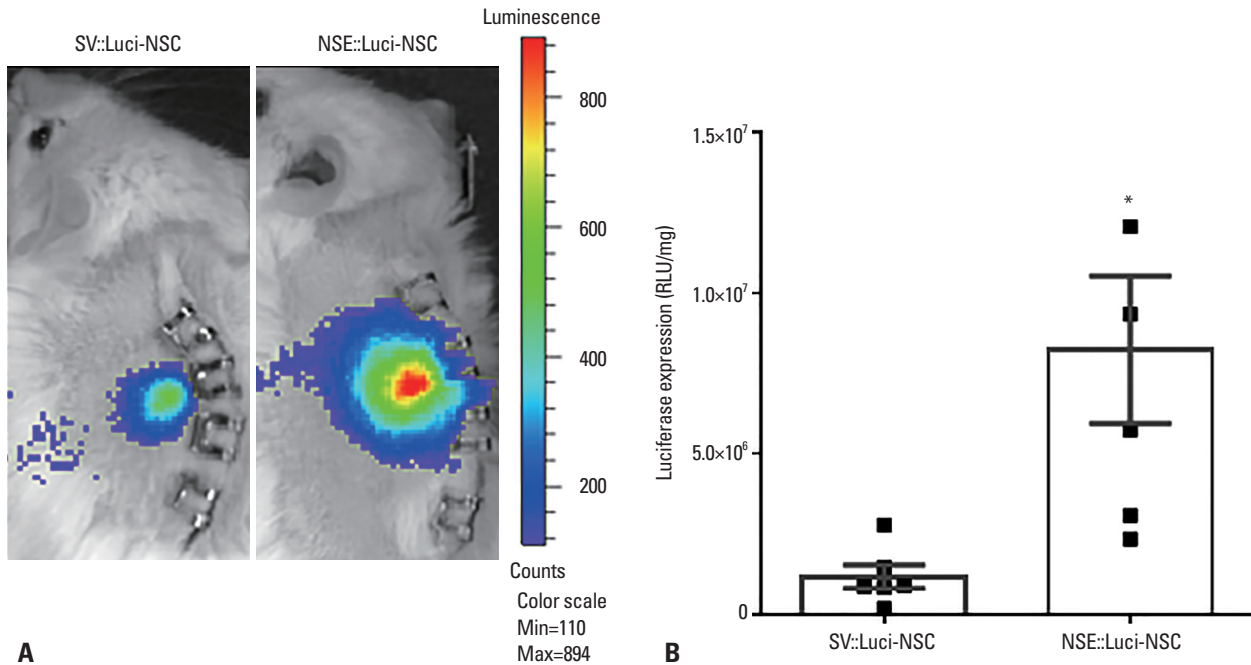 Luminescence
SV::Luci-NSC
NSE::Luci-NSC
800
600
400
200
Counts
Color scale
Min=110
Max=894
A
Luciferase expression (RLU/mg)
1.5×10⁷
1.0×10⁷
5.0×10⁶
0
*
SV::Luci-NSC
NSE::Luci-NSC
B